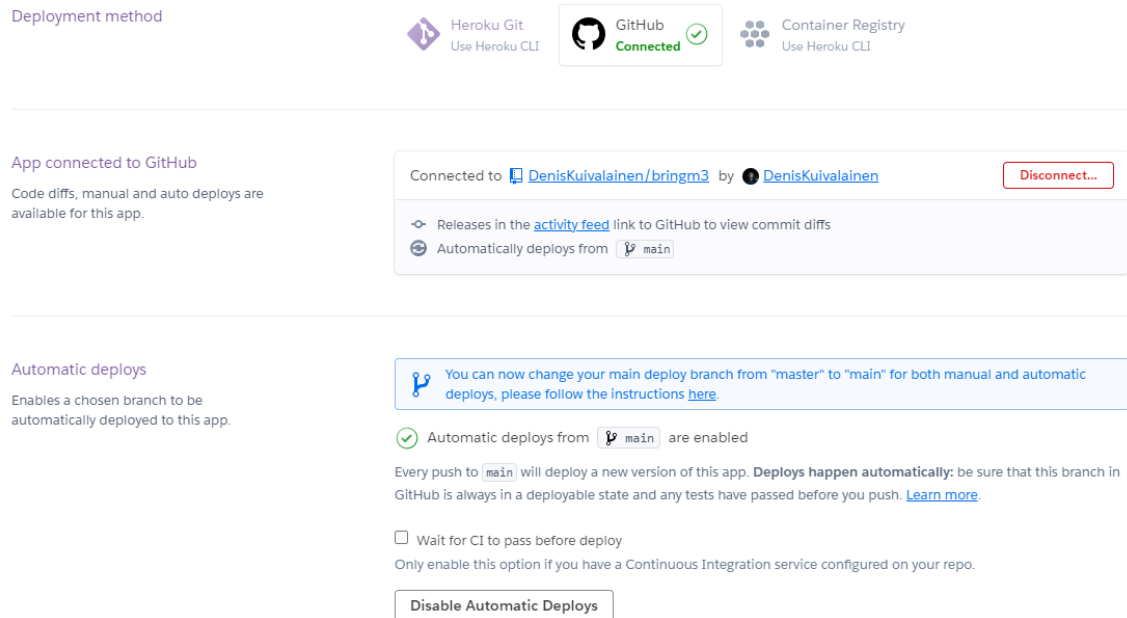 Deployment method
Heroku Git
Use Heroku CLI
GitHub
Connected
Container Registry
Use Heroku CLI
App connected to GitHub
Code diffs, manual and auto deploys are
available for this app.
Connected to DenisKuivalainen/bringm3 by DenisKuivalainen
Disconnect...
Releases in the activity feed link to GitHub to view commit diffs
Automatically deploys from main
Automatic deploys
Enables a chosen branch to be
automatically deployed to this app.
You can now change your main deploy branch from "master" to "main" for both manual and automatic
deploys, please follow the instructions here.
Automatic deploys from main are enabled
Every push to main will deploy a new version of this app. Deploys happen automatically: be sure that this branch in
GitHub is always in a deployable state and any tests have passed before you push. Learn more.
Wait for CI to pass before deploy
Only enable this option if you have a Continuous Integration service configured on your repo.
Disable Automatic Deploys